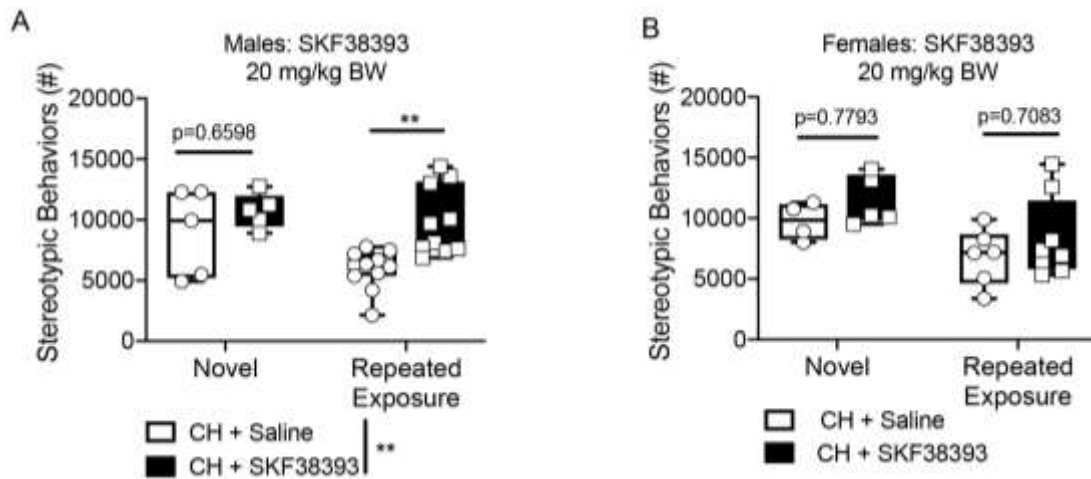 A
Males: SKF38393
20 mg/kg BW
Stereotypic Behaviors (#)
20000
15000
10000
5000
0
p=0.6598
**
Novel
Repeated
Exposure
CH + Saline
CH + SKF38393
**
B
Females: SKF38393
20 mg/kg BW
Stereotypic Behaviors (#)
20000
15000
10000
5000
0
p=0.7793
p=0.7083
Novel
Repeated
Exposure
CH + Saline
CH + SKF38393